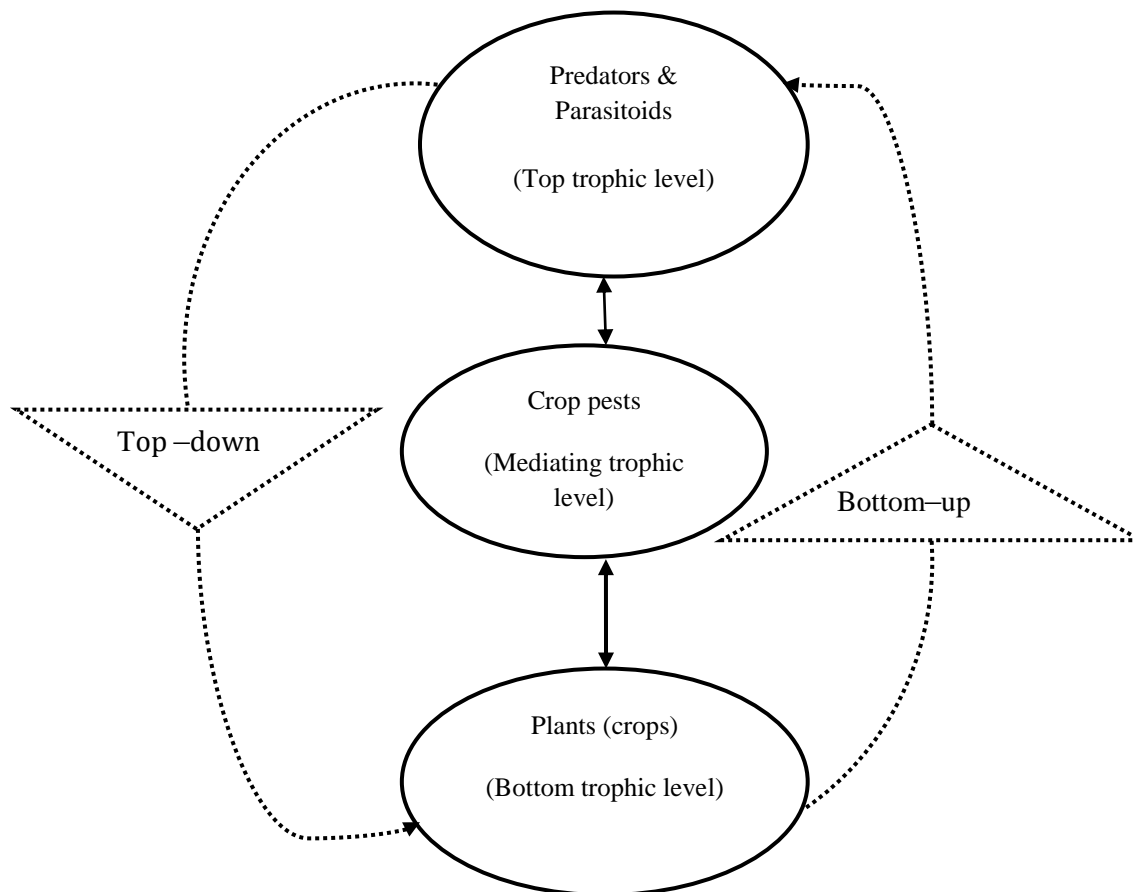 Predators &
Parasitoids
(Top trophic level)
Crop pests
(Mediating trophic
level)
Top –down
Bottom–up
Plants (crops)
(Bottom trophic level)